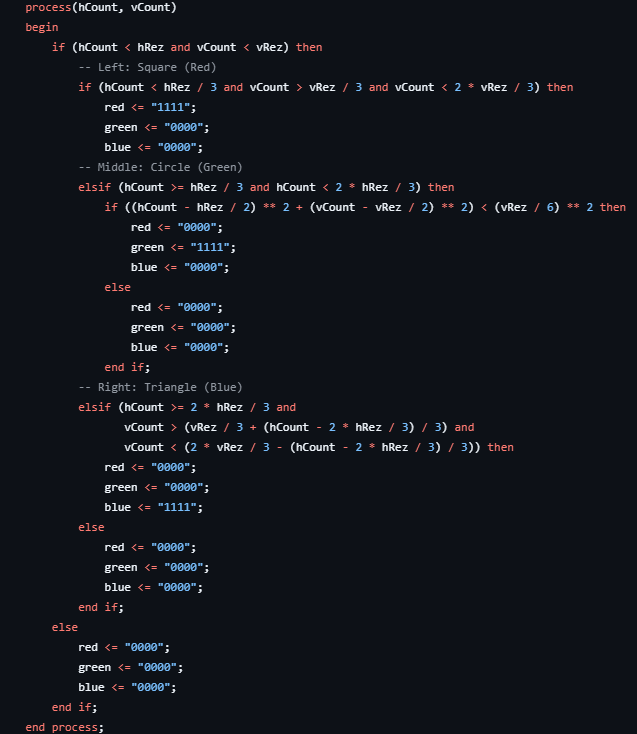 process(hCount, vCount)
begin
    if (hCount < hRez and vCount < vRez) then
        -- Left: Square (Red)
        if (hCount < hRez / 3 and vCount > vRez / 3 and vCount < 2 * vRez / 3) then
            red <= "1111";
            green <= "0000";
            blue <= "0000";
        -- Middle: Circle (Green)
        elsif (hCount >= hRez / 3 and hCount < 2 * hRez / 3) then
            if ((hCount - hRez / 2) ** 2 + (vCount - vRez / 2) ** 2) < (vRez / 6) ** 2 then
                red <= "0000";
                green <= "1111";
                blue <= "0000";
            else
                red <= "0000";
                green <= "0000";
                blue <= "0000";
            end if;
        -- Right: Triangle (Blue)
        elsif (hCount >= 2 * hRez / 3 and
               vCount > (vRez / 3 + (hCount - 2 * hRez / 3) / 3) and
               vCount < (2 * vRez / 3 - (hCount - 2 * hRez / 3) / 3)) then
            red <= "0000";
            green <= "0000";
            blue <= "1111";
        else
            red <= "0000";
            green <= "0000";
            blue <= "0000";
        end if;
    else
        red <= "0000";
        green <= "0000";
        blue <= "0000";
    end if;
end process;